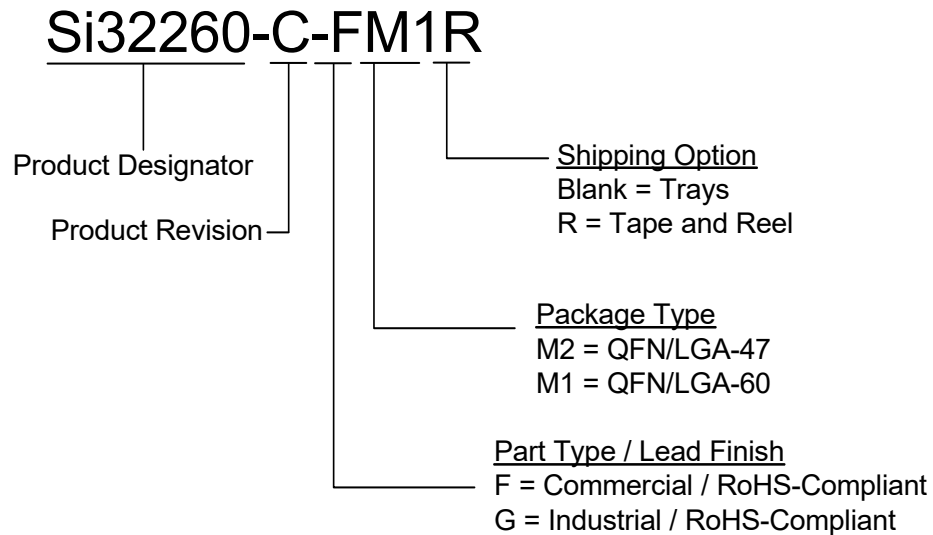 Si32260-C-FM1R
Product Designator
Product Revision
Shipping Option
Blank = Trays
R = Tape and Reel
Package Type
M2 = QFN/LGA-47
M1 = QFN/LGA-60
Part Type / Lead Finish
F = Commercial / RoHS-Compliant
G = Industrial / RoHS-Compliant